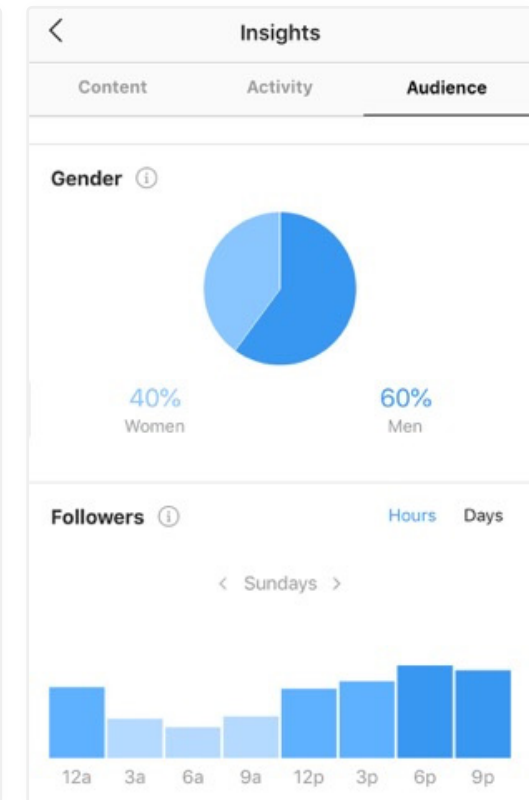 Insights
Content Activity Audience
Gender
40% 60%
Women Men
Followers Hours Days
< Sundays >
12a 3a 6a 9a 12p 3p 6p 9p